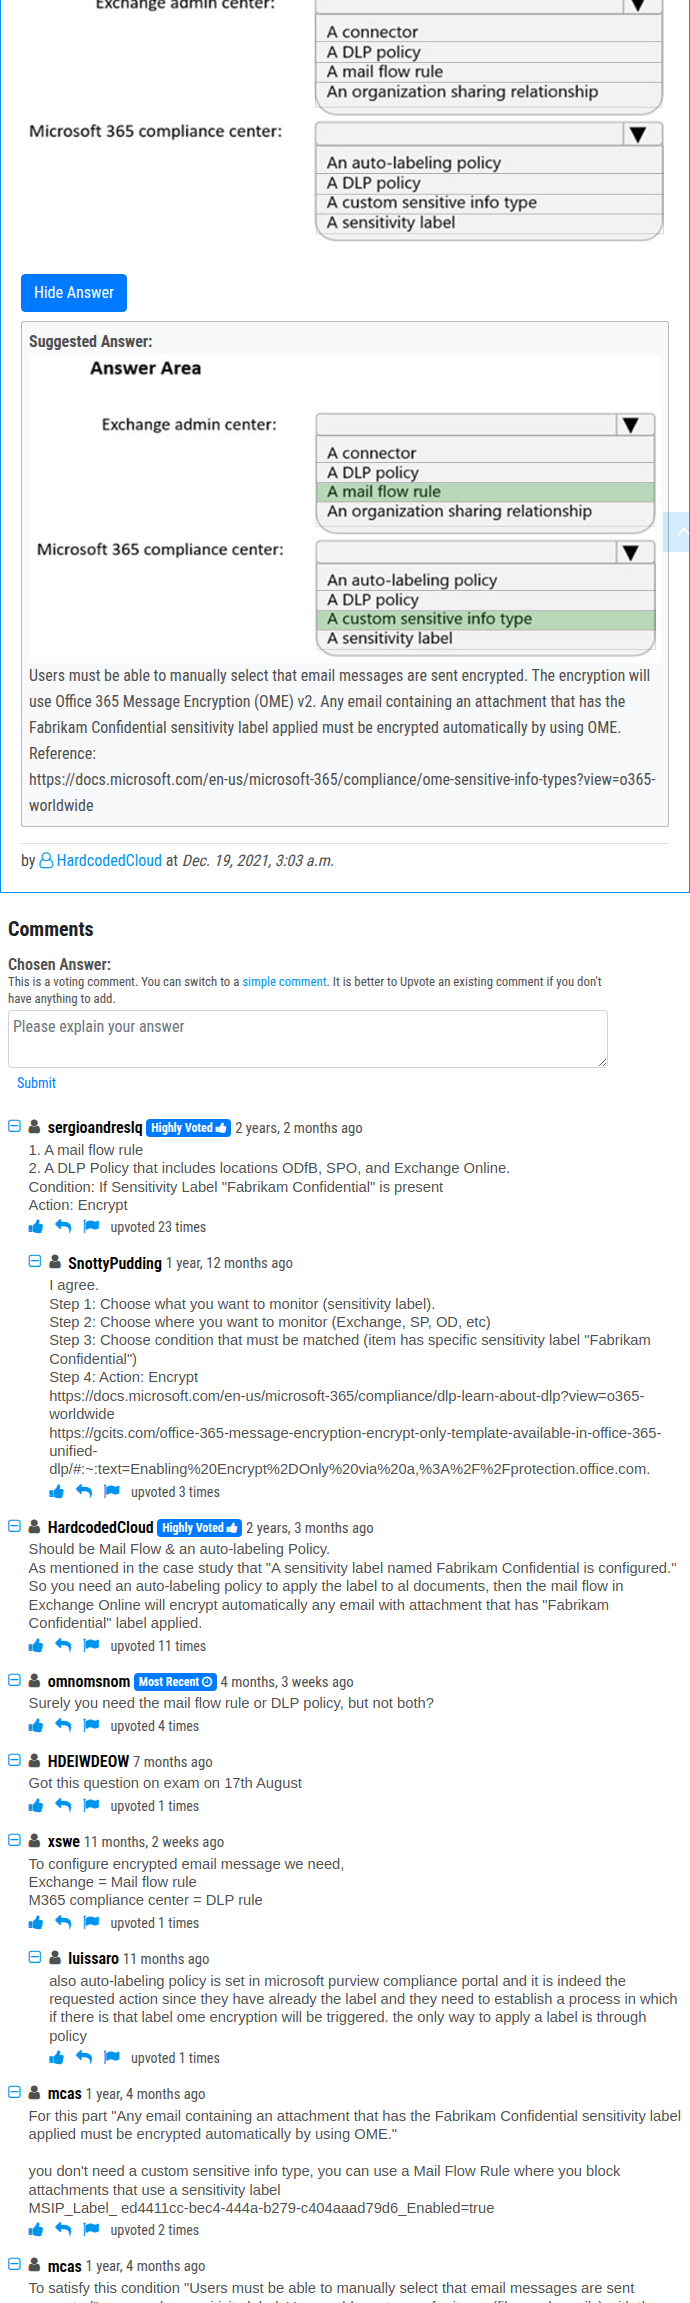 Exchange admin center:
A connector
A DLP policy
A mail flow rule
An organization sharing relationship
Microsoft 365 compliance center:
An auto-labeling policy
A DLP policy
A custom sensitive info type
A sensitivity label
Hide Answer
Suggested Answer:
Answer Area
Exchange admin center:
A connector
A DLP policy
A mail flow rule
An organization sharing relationship
Microsoft 365 compliance center:
An auto-labeling policy
A DLP policy
A custom sensitive info type
A sensitivity label
Users must be able to manually select that email messages are sent encrypted. The encryption will
use Office 365 Message Encryption (OME) v2. Any email containing an attachment that has the
Fabrikam Confidential sensitivity label applied must be encrypted automatically by using OME.
Reference:
https://docs.microsoft.com/en-us/microsoft-365/compliance/ome-sensitive-info-types?view=o365-
worldwide
by HardcodedCloud at Dec. 19, 2021, 3:03 a.m.
Comments
Chosen Answer:
This is a voting comment. You can switch to a simple comment. It is better to Upvote an existing comment if you don't
have anything to add.
Please explain your answer
Submit
sergioandreslq Highly Voted 2 years, 2 months ago
1. A mail flow rule
2. A DLP Policy that includes locations ODfB, SPO, and Exchange Online.
Condition: If Sensitivity Label "Fabrikam Confidential" is present
Action: Encrypt
upvoted 23 times
SnottyPudding 1 year, 12 months ago
I agree.
Step 1: Choose what you want to monitor (sensitivity label).
Step 2: Choose where you want to monitor (Exchange, SP, OD, etc)
Step 3: Choose condition that must be matched (item has specific sensitivity label "Fabrikam
Confidential")
Step 4: Action: Encrypt
https://docs.microsoft.com/en-us/microsoft-365/compliance/dlp-learn-about-dlp?view=o365-
worldwide
https://gcits.com/office-365-message-encryption-encrypt-only-template-available-in-office-365-
unified-
dlp/#:~:text=Enabling%20Encrypt%2DOnly%20via%20a,%3A%2F%2Fprotection.office.com.
upvoted 3 times
HardcodedCloud Highly Voted 2 years, 3 months ago
Should be Mail Flow & an auto-labeling Policy.
As mentioned in the case study that "A sensitivity label named Fabrikam Confidential is configured."
So you need an auto-labeling policy to apply the label to al documents, then the mail flow in
Exchange Online will encrypt automatically any email with attachment that has "Fabrikam
Confidential" label applied.
upvoted 11 times
omnomsnom Most Recent 4 months, 3 weeks ago
Surely you need the mail flow rule or DLP policy, but not both?
upvoted 4 times
HDEIWDEOW 7 months ago
Got this question on exam on 17th August
upvoted 1 times
xswe 11 months, 2 weeks ago
To configure encrypted email message we need,
Exchange = Mail flow rule
M365 compliance center = DLP rule
upvoted 1 times
luissaro 11 months ago
also auto-labeling policy is set in microsoft purview compliance portal and it is indeed the
requested action since they have already the label and they need to establish a process in which
if there is that label ome encryption will be triggered. the only way to apply a label is through
policy
upvoted 1 times
mcas 1 year, 4 months ago
For this part "Any email containing an attachment that has the Fabrikam Confidential sensitivity label
applied must be encrypted automatically by using OME."
you don't need a custom sensitive info type, you can use a Mail Flow Rule where you block
attachments that use a sensitivity label
MSIP_Label_ ed4411cc-bec4-444a-b279-c404aaad79d6_Enabled=true
upvoted 2 times
mcas 1 year, 4 months ago
To satisfy this condition "Users must be able to manually select that email messages are sent